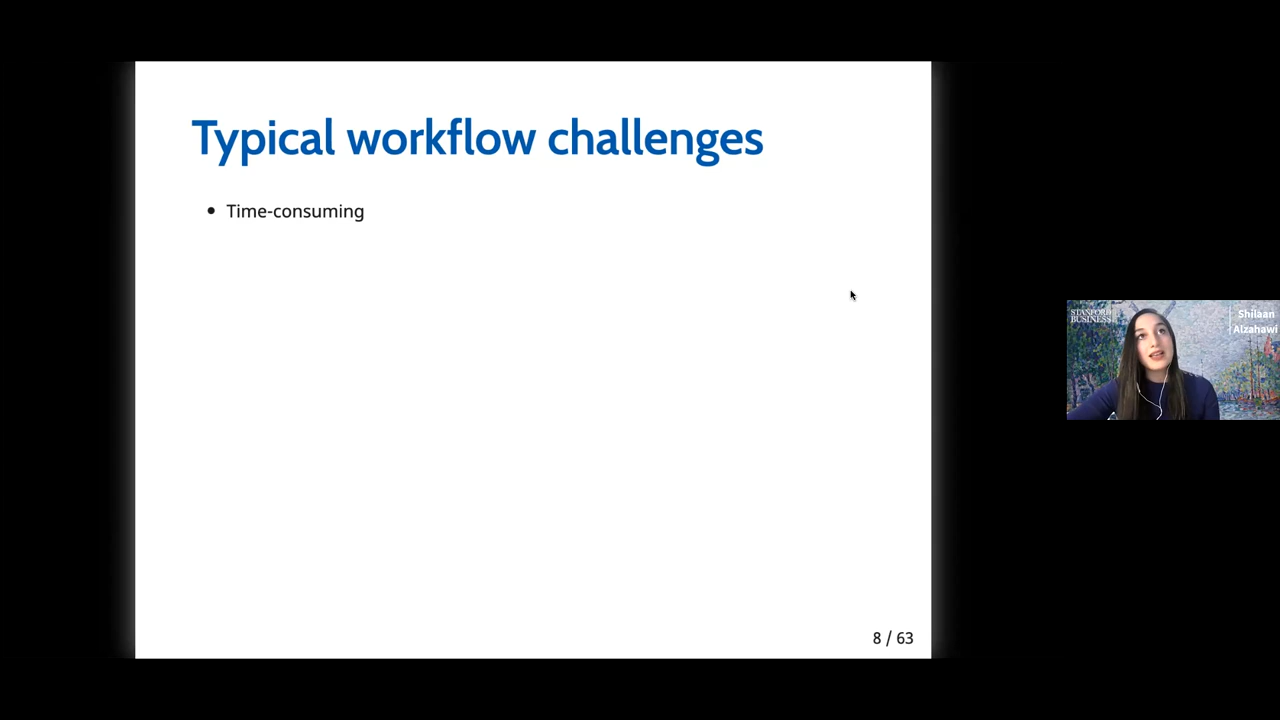 Typical workflow challenges
• Time-consuming
8 / 63
STANFORD
BUSINESS
Shilaan
Alzahawi